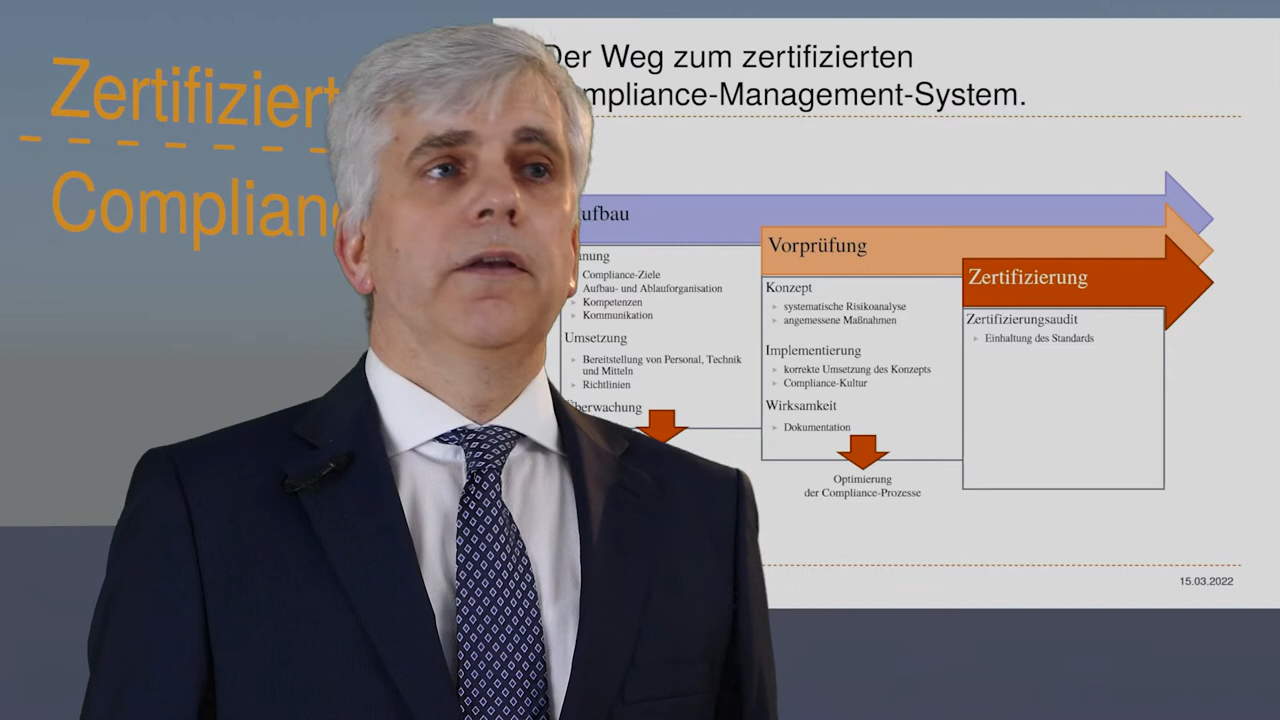 Zertifiziert
Complianc
Der Weg zum zertifizierten
mpliance-Management-System.
ufbau
nung
Compliance-Ziele
Aufbau- und Ablauforganisation
Kompetenzen
Kommunikation
Umsetzung
Bereitstellung von Personal, Technik
und Mitteln
Richtlinien
Überwachung
Vorprüfung
Konzept
systematische Risikoanalyse
angemessene Maßnahmen
Implementierung
korrekte Umsetzung des Konzepts
Compliance-Kultur
Wirksamkeit
Dokumentation
Optimierung
der Compliance-Prozesse
Zertifizierung
Zertifizierungsaudit
Einhaltung des Standards
15.03.2022